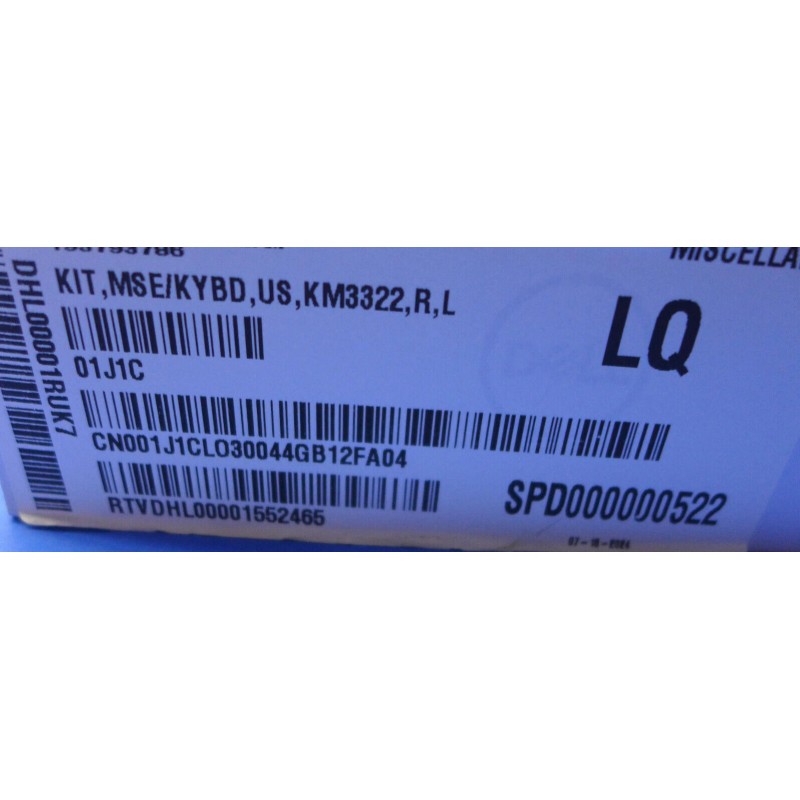 KIT,MSE/KYBD,US,KM3322,R,L
LQ
01J1C
CN001J1CLO30044GB12FA04
RTVDHL00001552465
SPD000000522
DHL00001RUK7